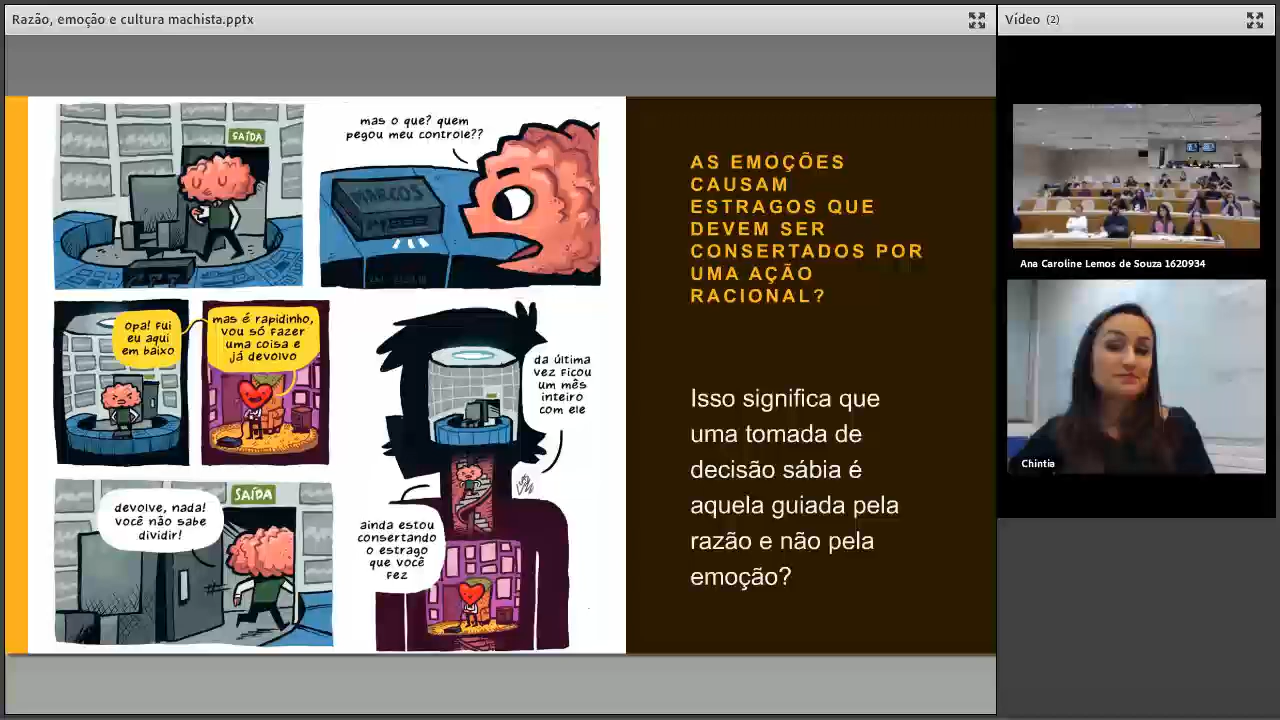 Razão, emoção e cultura machista.pptx
Vídeo (2)
SAÍDA
mas o que? quem
pegou meu controle??
MARCOS
opa! fui
eu aqui
em baixo
mas é rapidinho,
vou só fazer
uma coisa e
já devolvo
da última
vez ficou
um mês
inteiro
com ele
SAÍDA
devolve, nada!
você não sabe
dividir!
ainda estou
consertando
o estrago
que você
fez
AS EMOÇÕES
CAUSAM
ESTRAGOS QUE
DEVEM SER
CONSERTADOS POR
UMA AÇÃO
RACIONAL?
Isso significa que
uma tomada de
decisão sábia é
aquela guiada pela
razão e não pela
emoção?
Ana Caroline Lemos de Souza 1620934
Chintia